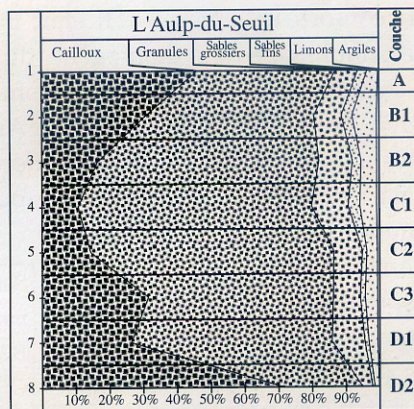 L'Aulp-du-Seuil
Couche
Cailloux Granules Sables grossiers Sables fins Limons Argiles
1 A
2 B1
3 B2
4 C1
5 C2
6 C3
7 D1
8 D2
10% 20% 30% 40% 50% 60% 70% 80% 90%